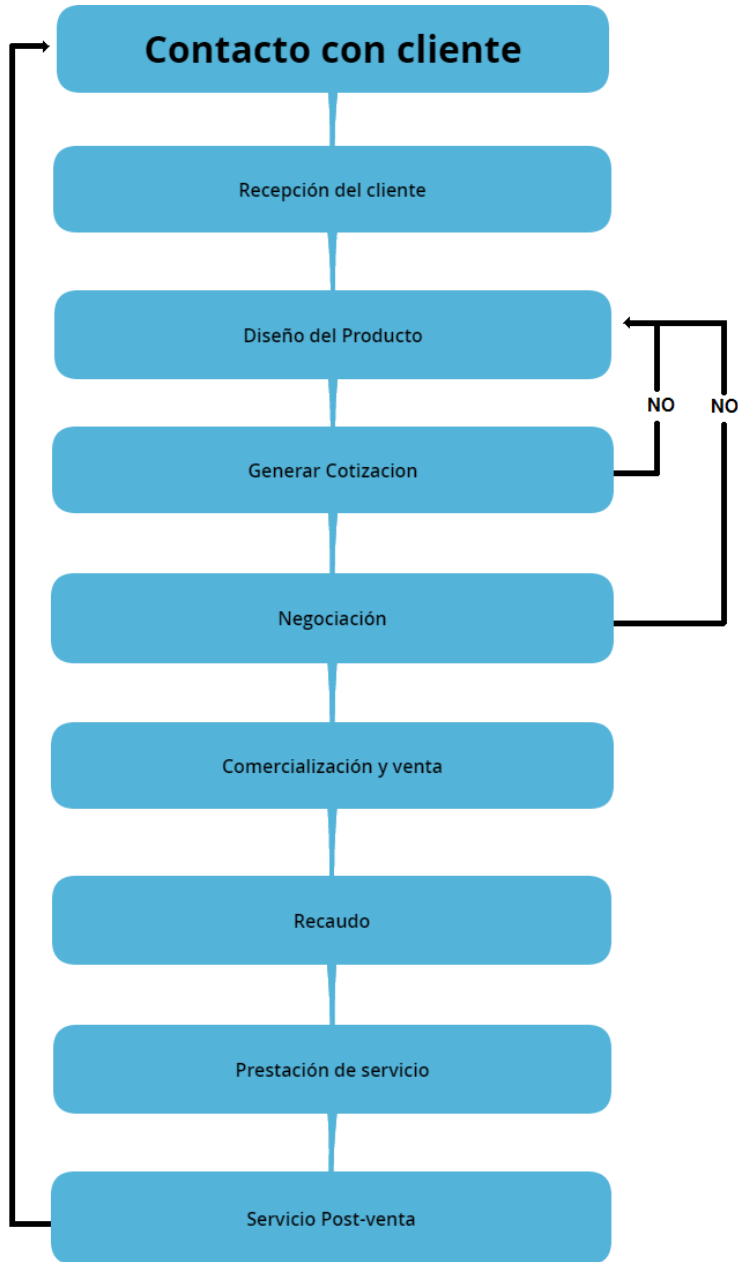 Contacto con cliente
Recepción del cliente
Diseño del Producto
NO
NO
Generar Cotizacion
Negociación
Comercialización y venta
Recaudo
Prestación de servicio
Servicio Post-venta